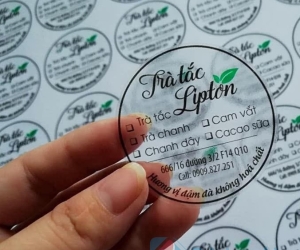 Trà tắc
Lipton
☐ Trà tắc ☐ Cam vắt
☐ Trà chanh ☐ Cacao sữa
☐ Chanh dây
666/16 đường 3/2 F14 Q10
Call: 0909.827.251
Hương vị đậm đà không hoá chất